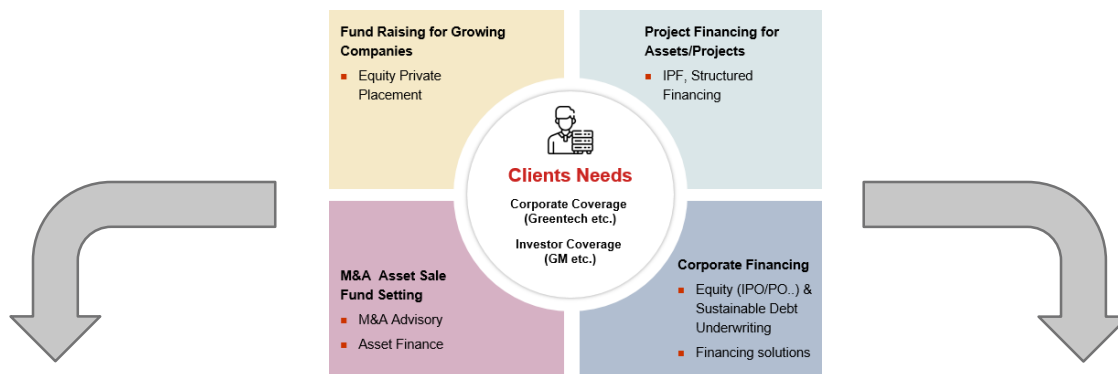 Fund Raising for Growing
Companies
Equity Private
Placement
Project Financing for
Assets/Projects
IPF, Structured
Financing
Clients Needs
Corporate Coverage
(Greentech etc.)
Investor Coverage
(GM etc.)
M&A  Asset Sale
Fund Setting
M&A Advisory
Asset Finance
Corporate Financing
Equity (IPO/PO..) &
Sustainable Debt
Underwriting
Financing solutions